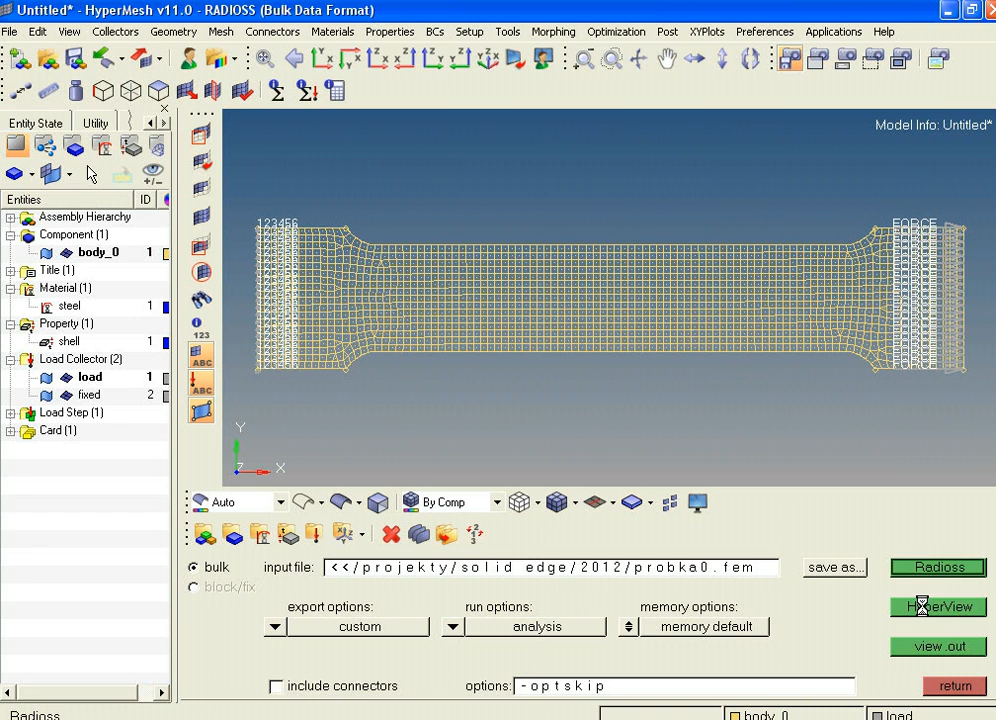 Untitled* - HyperMesh v11.0 - RADIOSS (Bulk Data Format)
File Edit View Collectors Geometry Mesh Connectors Materials Properties BCs Setup Tools Morphing Optimization Post XYPlots Preferences Applications Help
Entity State Utility
Model Info: Untitled*
Entities ID
Assembly Hierarchy
Component (1)
body_0 1
Title (1)
Material (1)
steel 1
Property (1)
shell 1
Load Collector (2)
load 1
fixed 2
Load Step (1)
Card (1)
123
ABC
ABC
123456
FORCE
FORCE
Y
Z X
Auto By Comp
bulk input file: <</projekty/solid edge/2012/probka0.fem save as... Radioss
block/fix
export options: run options: memory options: HyperView
custom analysis memory default
view .out
include connectors options: -optskip return
Radioss body_0 load